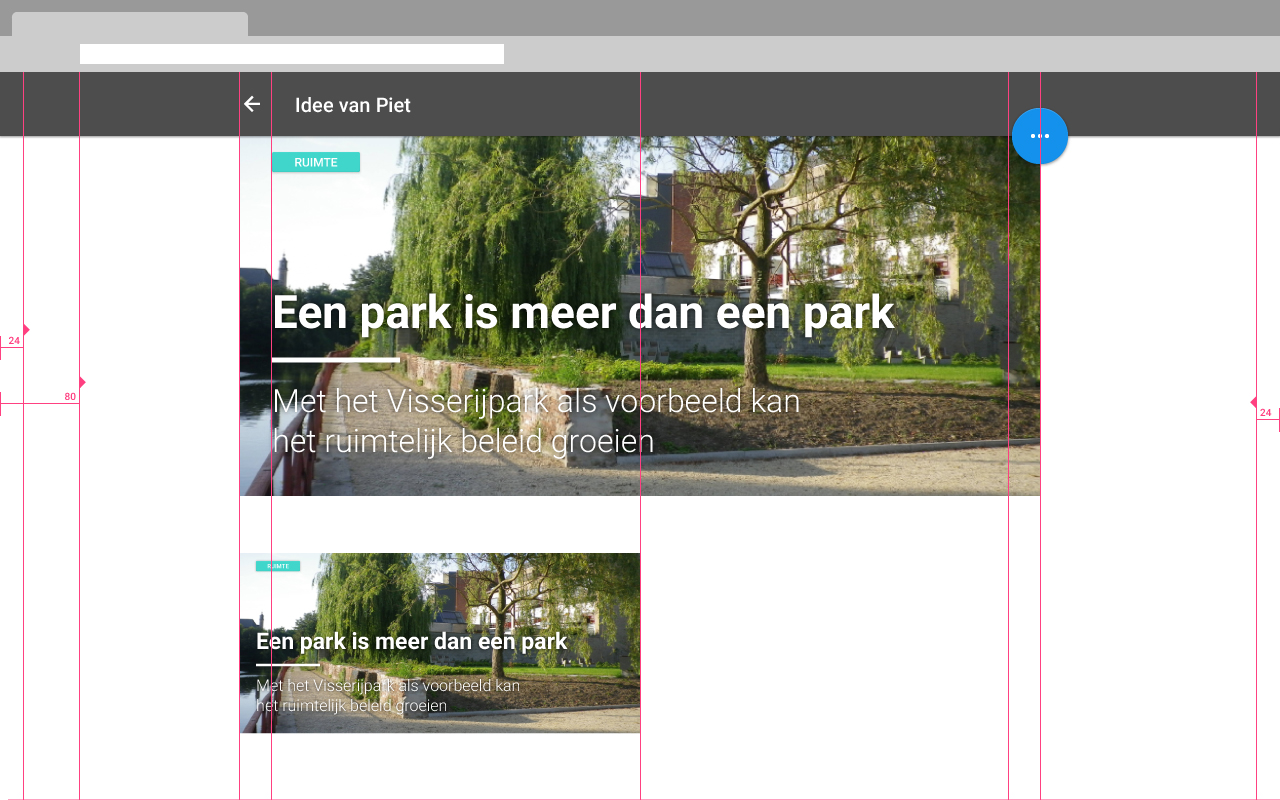 Idee van Piet
RUIMTE
Een park is meer dan een park
24
80
Met het Visserijpark als voorbeeld kan
24
het ruimtelijk beleid groeien
RUIMTE
Een park is meer dan een park
Met het Visserijpark als voorbeeld kan
het ruimtelijk beleid groeien